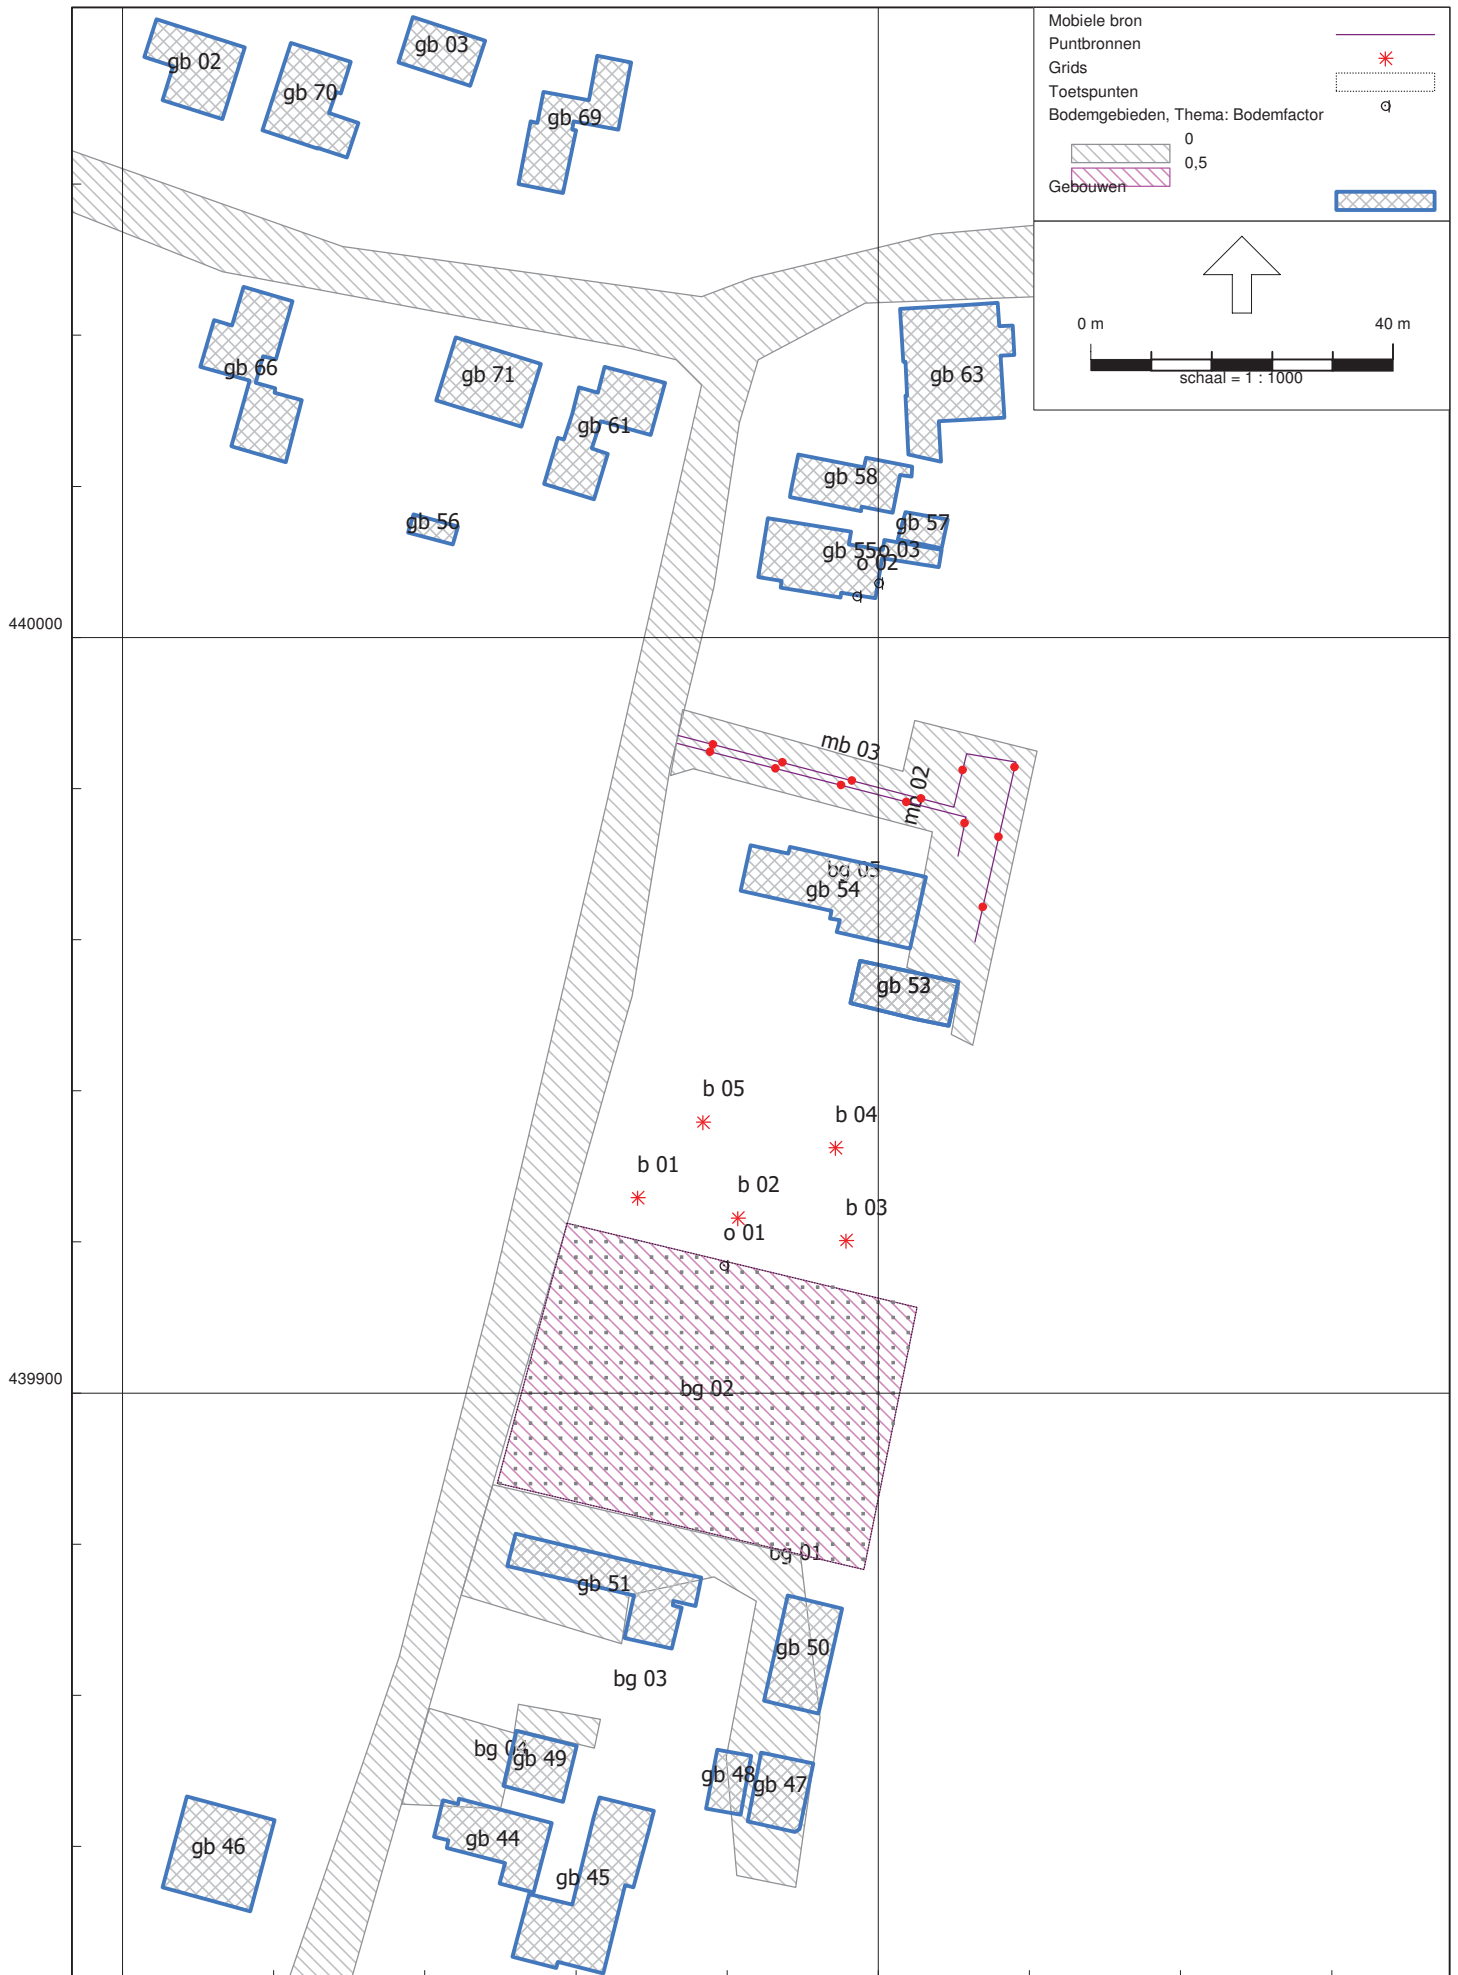 Mobiele bron
Puntbronnen
Grids
Toetspunten
Bodemgebieden, Thema: Bodemfactor
0
0,5
Gebouwen
0 m
40 m
schaal = 1 : 1000
gb 02
gb 70
gb 03
gb 69
gb 66
gb 71
gb 61
gb 63
gb 56
gb 58
gb 57
gb 55
o 03
o 02
440000
mb 03
mb 02
bg 05
gb 54
gb 53
b 05
b 04
b 01
b 02
b 03
o 01
439900
bg 02
bg 01
gb 51
gb 50
bg 03
bg 04
gb 49
gb 48
gb 47
gb 46
gb 44
gb 45